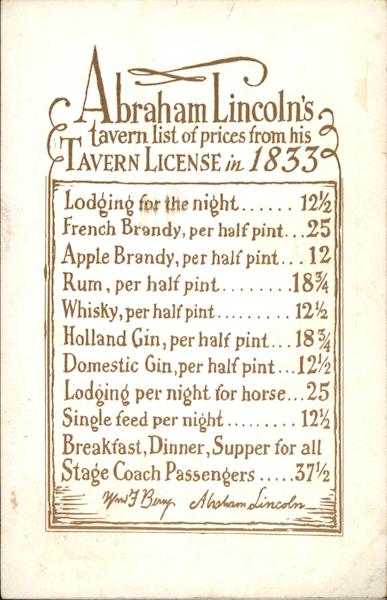 Abraham Lincoln's
tavern list of prices from his
TAVERN LICENSE in 1833
Lodging for the night...... 12½
French Brandy, per half pint...25
Apple Brandy, per half pint... 12
Rum, per half pint.......18¾
Whisky, per half pint......... 12½
Holland Gin, per half pint... 18¾
Domestic Gin, per half pint...12½
Lodging per night for horse...25
Single feed per night......... 12½
Breakfast, Dinner, Supper for all
Stage Coach Passengers .....37½
Wm F Berry Abraham Lincoln